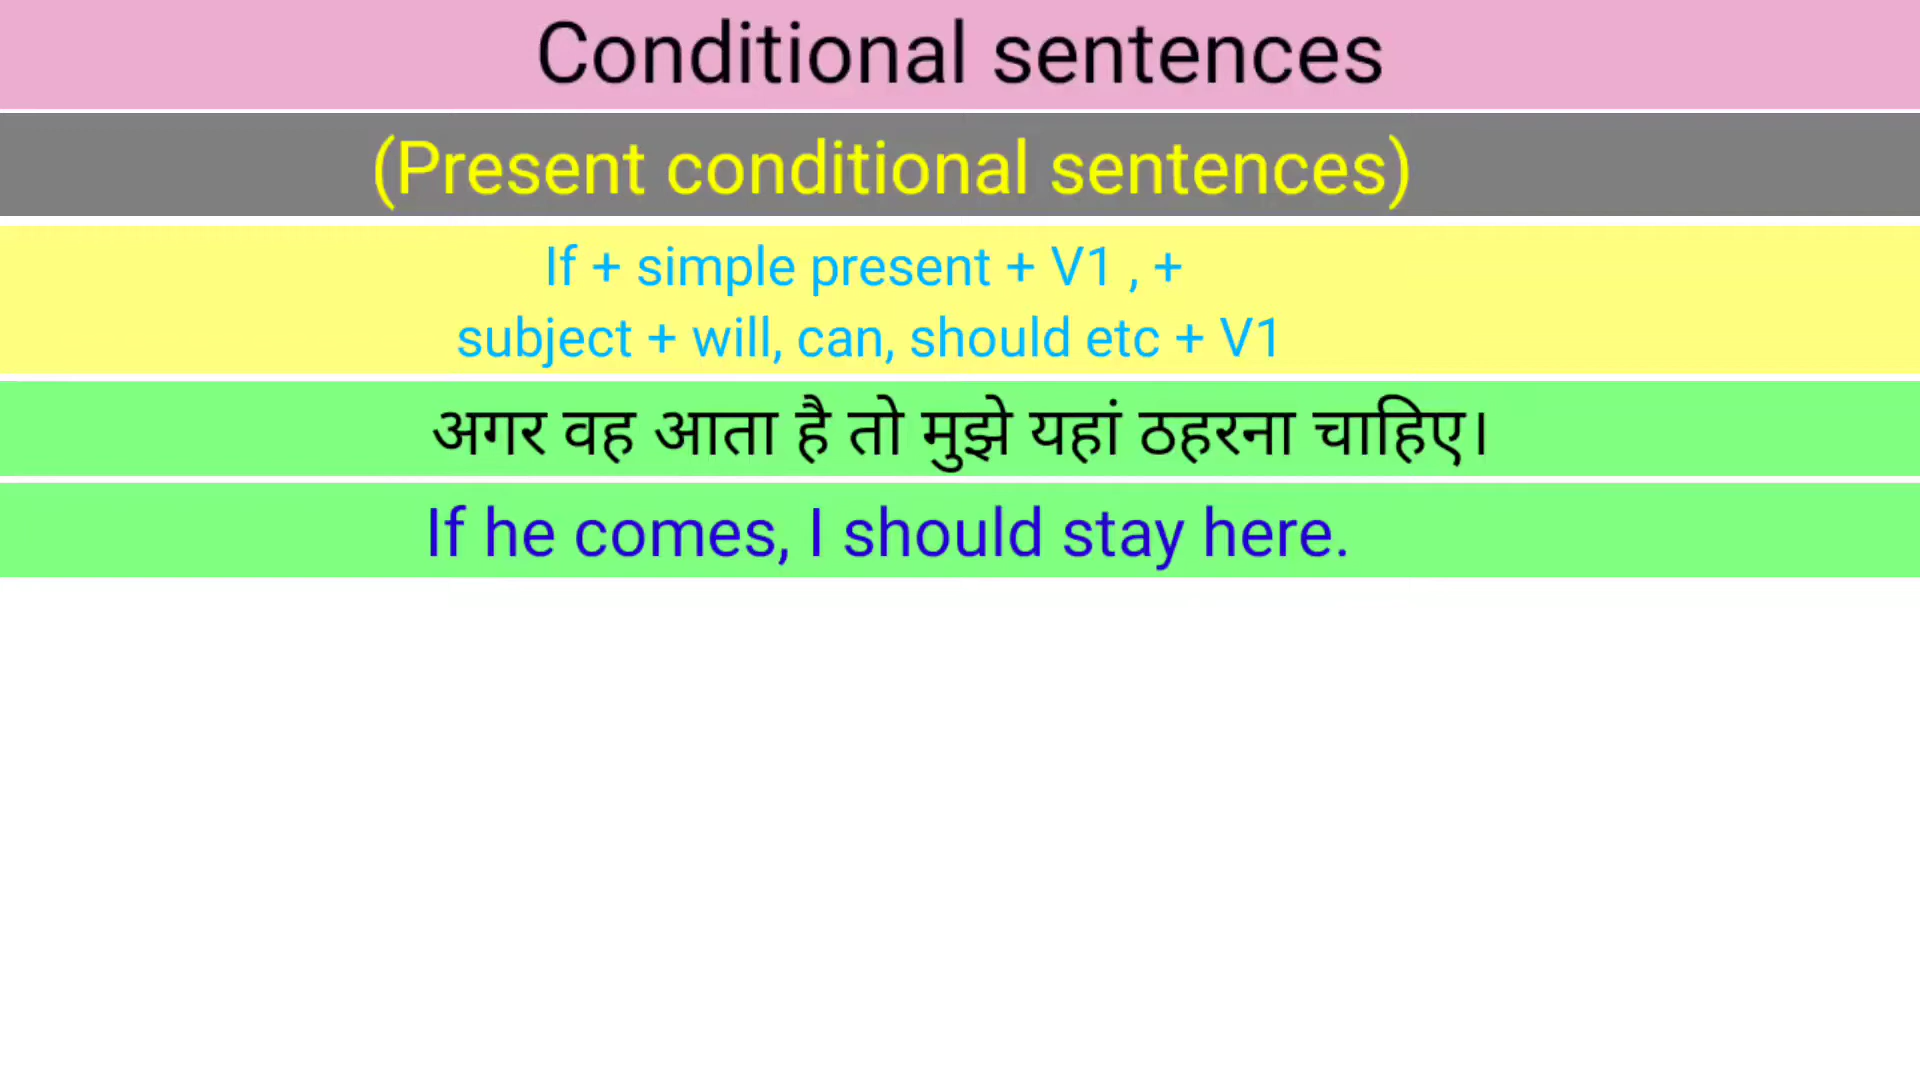 Conditional sentences
(Present conditional sentences)
If + simple present + V1 , +
subject + will, can, should etc + V1
अगर वह आता है तो मुझे यहां ठहरना चाहिए।
If he comes, I should stay here.